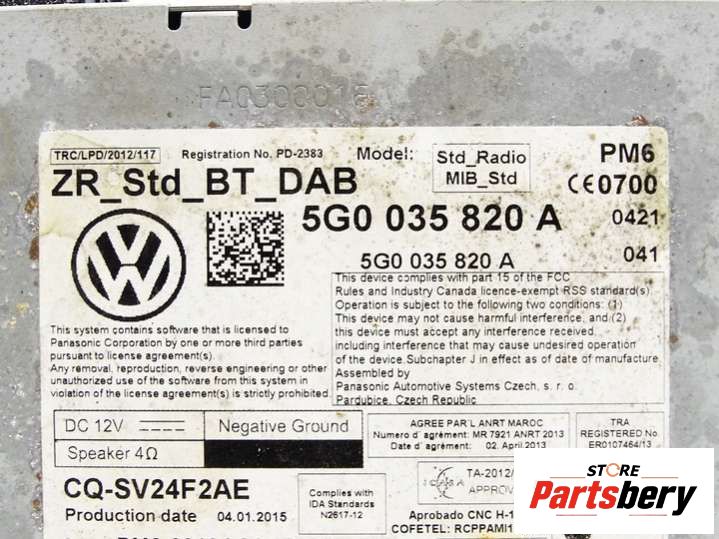 TRC/LPD/2012/117 Registration No. PD-2383 Model: Std_Radio PM6
MIB_Std
ZR_Std_BT_DAB CE0700
5G0 035 820 A 0421
5G0 035 820 A 041
This device complies with part 15 of the FCC
Rules and Industry Canada licence-exempt RSS standard(s).
Operation is subject to the following two conditions: (1)
This device may not cause harmful interference, and (2)
this device must accept any interference received,
including interference that may cause undesired operation
of the device.Subchapter J in effect as of date of manufacture.
Assembled by
Panasonic Automotive Systems Czech, s. r. o.
Pardubice, Czech Republic
This system contains software that is licensed to
Panasonic Corporation by one or more third parties
pursuant to license agreement(s).
Any removal, reproduction, reverse engineering or other
unauthorized use of the software from this system in
violation of the license agreement(s) is strictly prohibited.
DC 12V Negative Ground
Speaker 4Ω
AGREE PAR L'ANRT MAROC
Numero d'agrément: MR 7921 ANRT 2013
Date d'agrément: 02. April.2013
TRA
REGISTERED No.
ER0107464/13
CQ-SV24F2AE
Production date 04.01.2015
Complies with
IDA Standards
N2617-12
TA-2012/
APPROV
Aprobado CNC H-1
COFETEL: RCPPAMI1
STORE
Partsbery